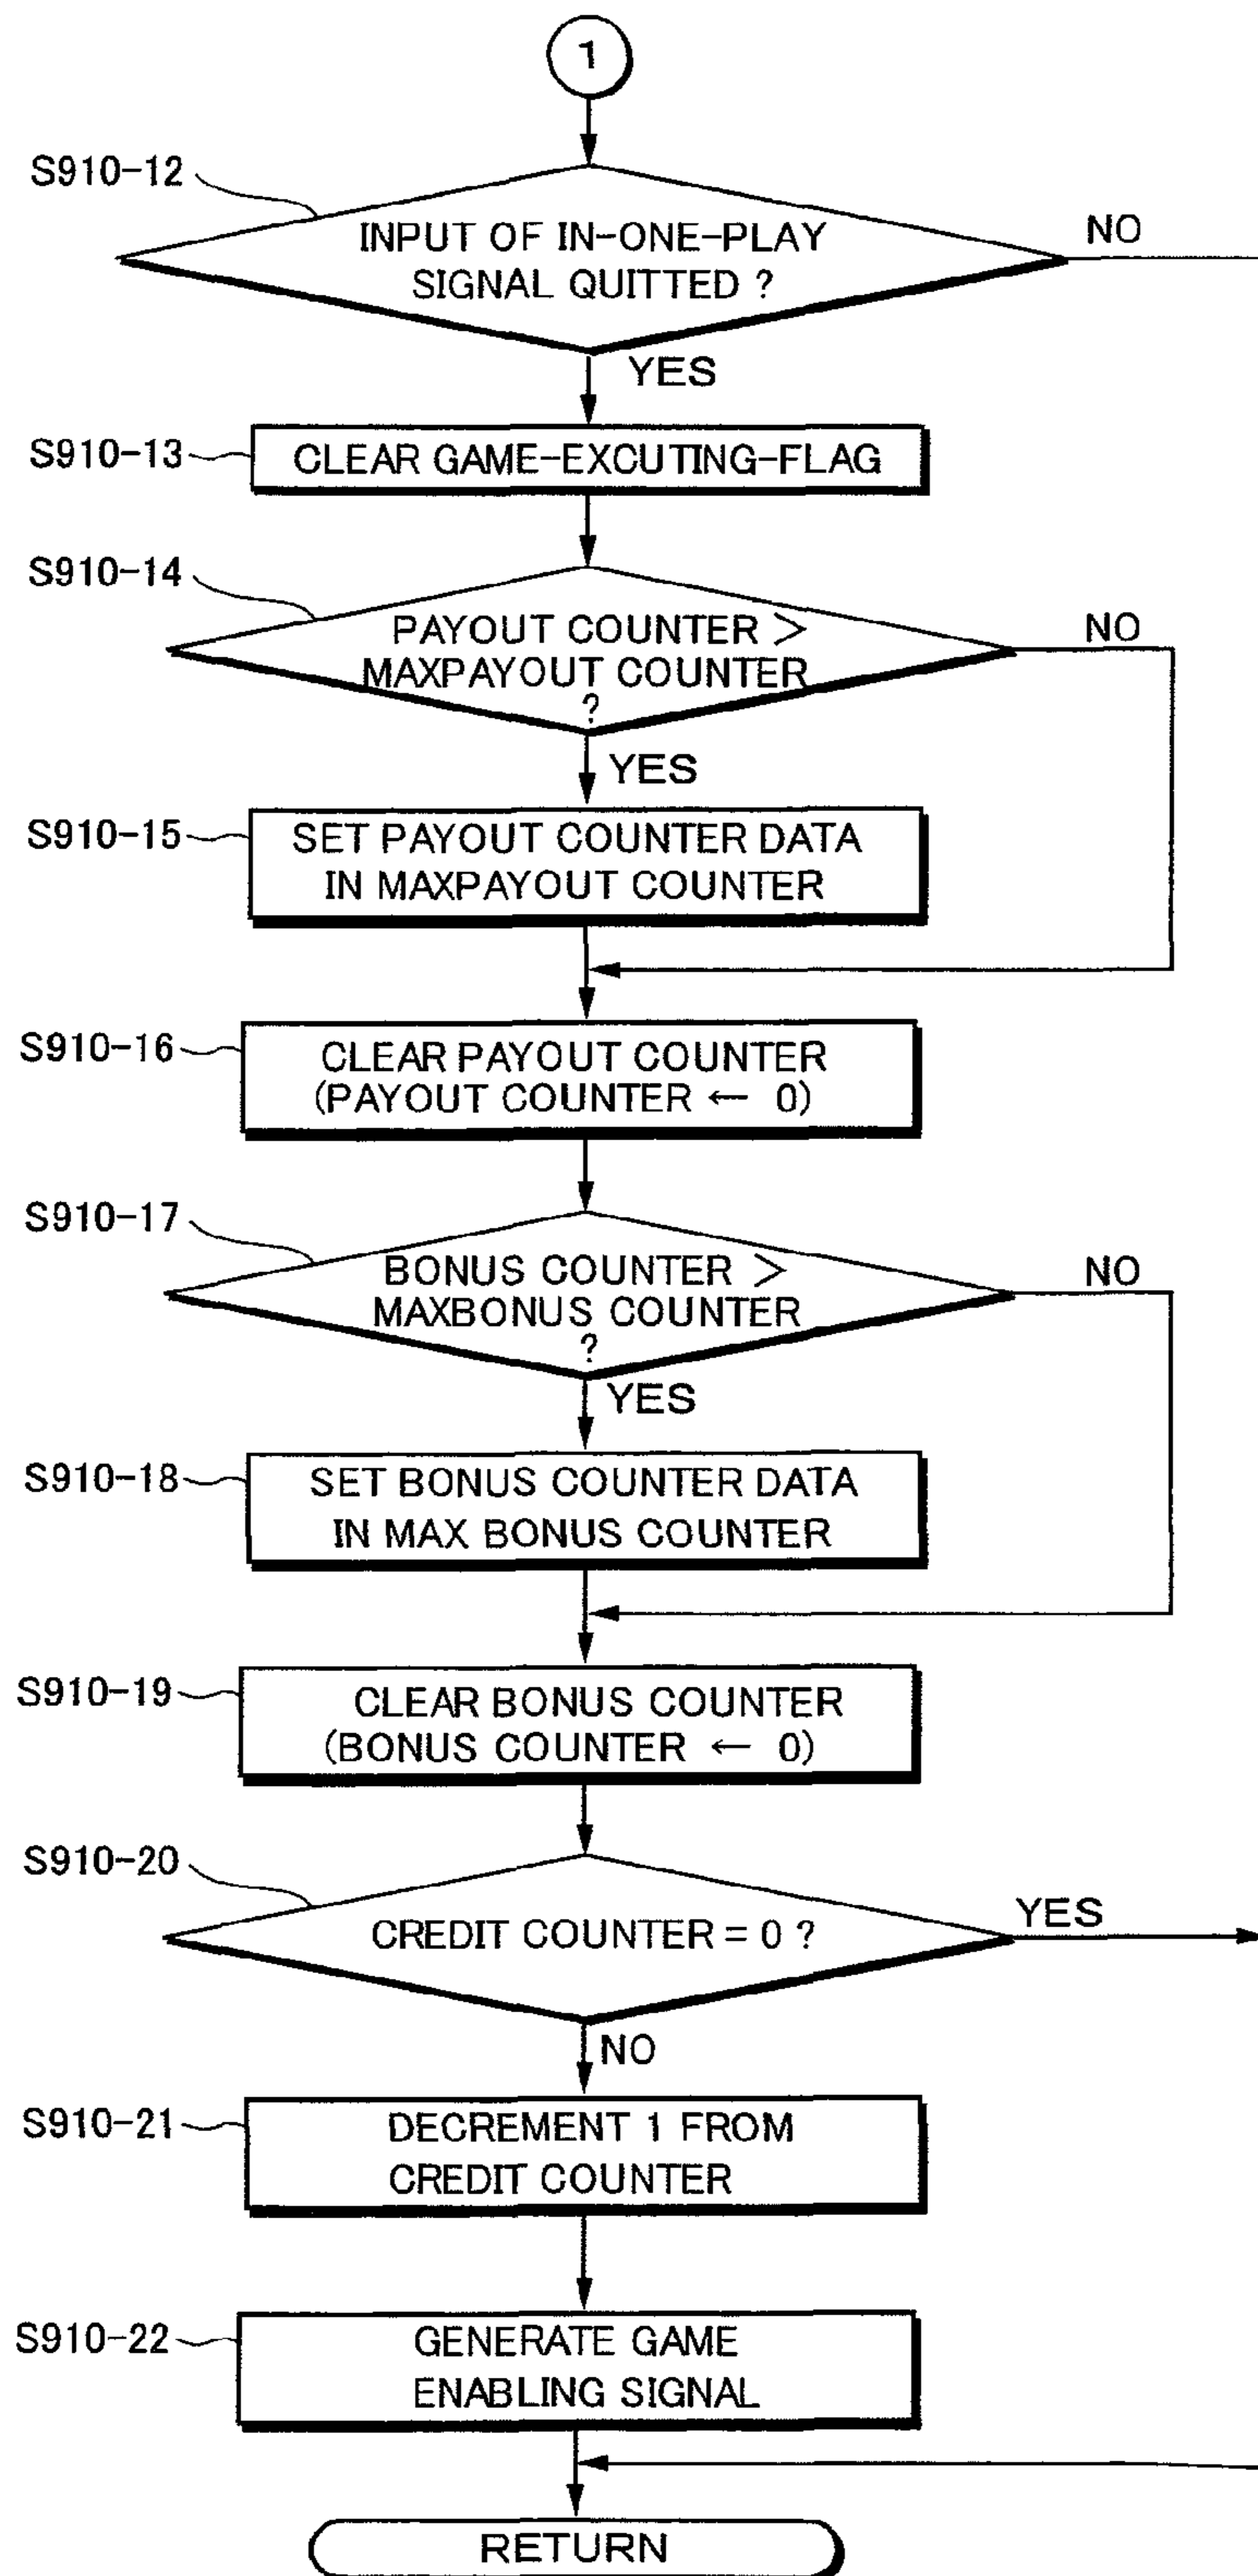 1
S910-12
INPUT OF IN-ONE-PLAY
SIGNAL QUITTED ?
NO
YES
S910-13
CLEAR GAME-EXCUTING-FLAG
S910-14
PAYOUT COUNTER >
MAXPAYOUT COUNTER
?
NO
YES
S910-15
SET PAYOUT COUNTER DATA
IN MAXPAYOUT COUNTER
S910-16
CLEAR PAYOUT COUNTER
(PAYOUT COUNTER ← 0)
S910-17
BONUS COUNTER >
MAXBONUS COUNTER
?
NO
YES
S910-18
SET BONUS COUNTER DATA
IN MAX BONUS COUNTER
S910-19
CLEAR BONUS COUNTER
(BONUS COUNTER ← 0)
S910-20
CREDIT COUNTER = 0 ?
YES
NO
S910-21
DECREMENT 1 FROM
CREDIT COUNTER
S910-22
GENERATE GAME
ENABLING SIGNAL
RETURN